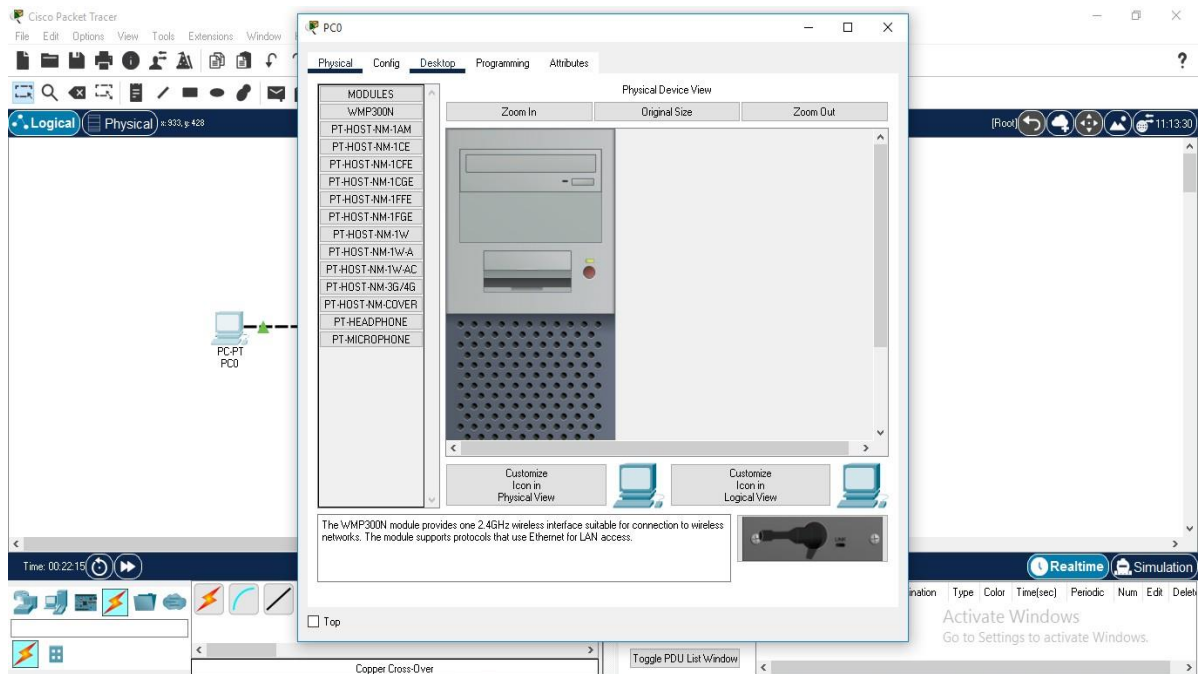 Cisco Packet Tracer
File Edit Options View Tools Extensions Window
?
Logical Physical x: 933, y: 428
[Root] 11:13:30
PC-PT
PC0
PC0
Physical Config Desktop Programming Attributes
MODULES
WMP300N
PT-HOST-NM-1AM
PT-HOST-NM-1CE
PT-HOST-NM-1CFE
PT-HOST-NM-1CGE
PT-HOST-NM-1FFE
PT-HOST-NM-1FGE
PT-HOST-NM-1W
PT-HOST-NM-1W-A
PT-HOST-NM-1W-AC
PT-HOST-NM-3G/4G
PT-HOST-NM-COVER
PT-HEADPHONE
PT-MICROPHONE
Physical Device View
Zoom In Original Size Zoom Out
Customize
Icon in
Physical View
Customize
Icon in
Logical View
The WMP300N module provides one 2.4GHz wireless interface suitable for connection to wireless
networks. The module supports protocols that use Ethernet for LAN access.
Top
Time: 00:22:15
Realtime Simulation
ination Type Color Time(sec) Periodic Num Edit Delet
Activate Windows
Go to Settings to activate Windows.
Toggle PDU List Window
Copper Cross-Over